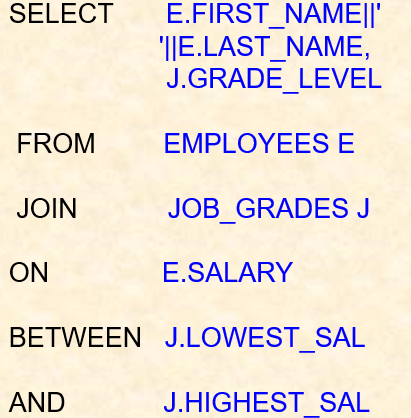 SELECT E.FIRST_NAME||'
'||E.LAST_NAME,
J.GRADE_LEVEL
FROM EMPLOYEES E
JOIN JOB_GRADES J
ON E.SALARY
BETWEEN J.LOWEST_SAL
AND J.HIGHEST_SAL